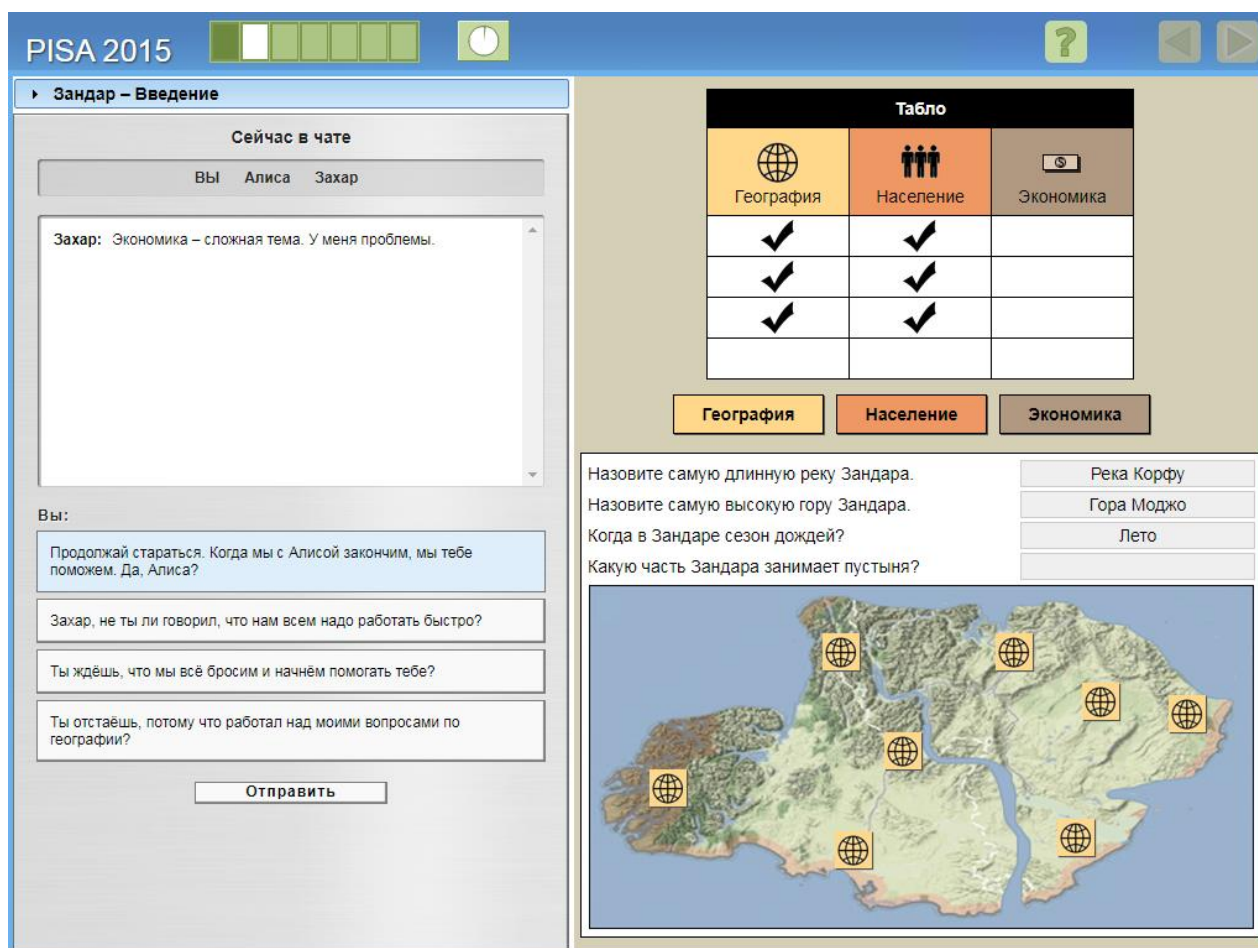 PISA 2015
?
Зандар – Введение
Сейчас в чате
ВЫ Алиса Захар
Захар: Экономика – сложная тема. У меня проблемы.
Вы:
Продолжай стараться. Когда мы с Алисой закончим, мы тебе
поможем. Да, Алиса?
Захар, не ты ли говорил, что нам всем надо работать быстро?
Ты ждёшь, что мы всё бросим и начнём помогать тебе?
Ты отстаёшь, потому что работал над моими вопросами по
географии?
Отправить
Табло
География Население Экономика
География Население Экономика
Назовите самую длинную реку Зандара. Река Корфу
Назовите самую высокую гору Зандара. Гора Моджо
Когда в Зандаре сезон дождей? Лето
Какую часть Зандара занимает пустыня?